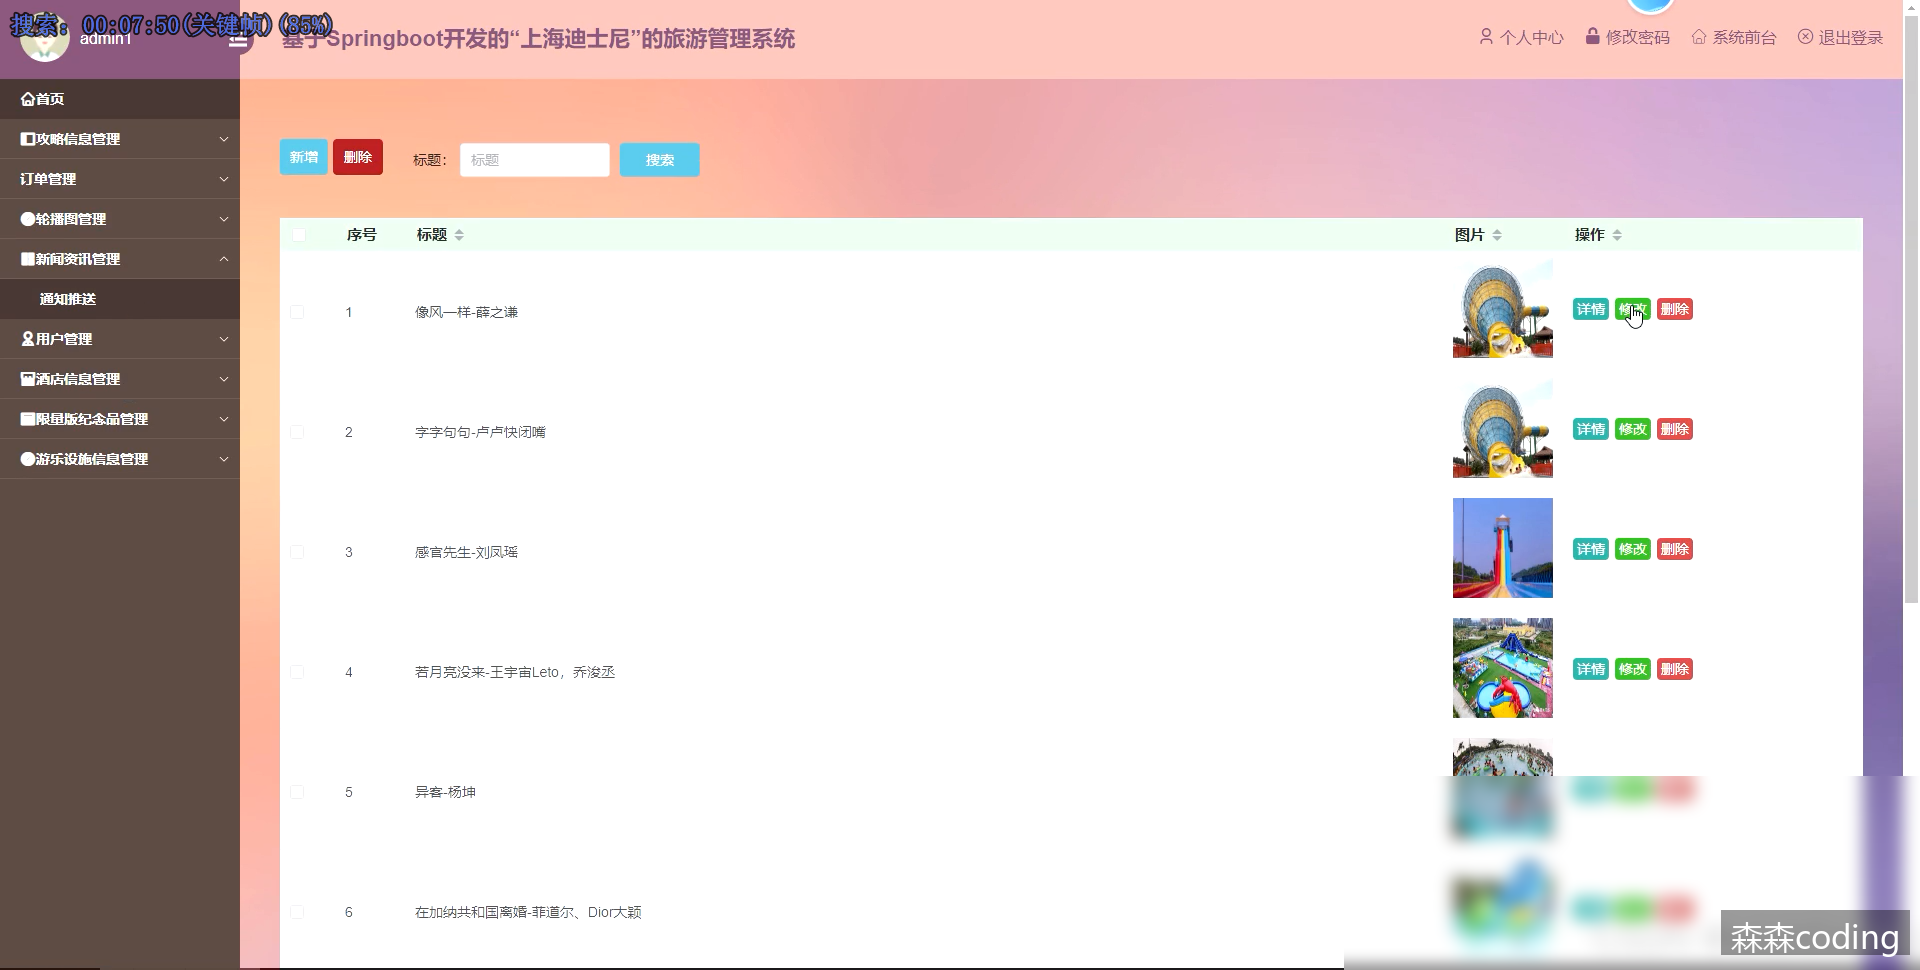 搜索: 00:07:50(关键帧)(85%)
admin1
基于Springboot开发的“上海迪士尼”的旅游管理系统
个人中心
修改密码
系统前台
退出登录
首页
攻略信息管理
订单管理
轮播图管理
新闻资讯管理
通知推送
用户管理
酒店信息管理
限量版纪念品管理
游乐设施信息管理
新增
删除
标题：
标题
搜索
序号 标题 图片 操作
1 像风一样-薛之谦 详情 修改 删除
2 字字句句-卢卢快闭嘴 详情 修改 删除
3 感官先生-刘凤瑶 详情 修改 删除
4 若月亮没来-王宇宙Leto，乔浚丞 详情 修改 删除
5 异客-杨坤
6 在加纳共和国离婚-菲道尔、Dior大颖
森森coding